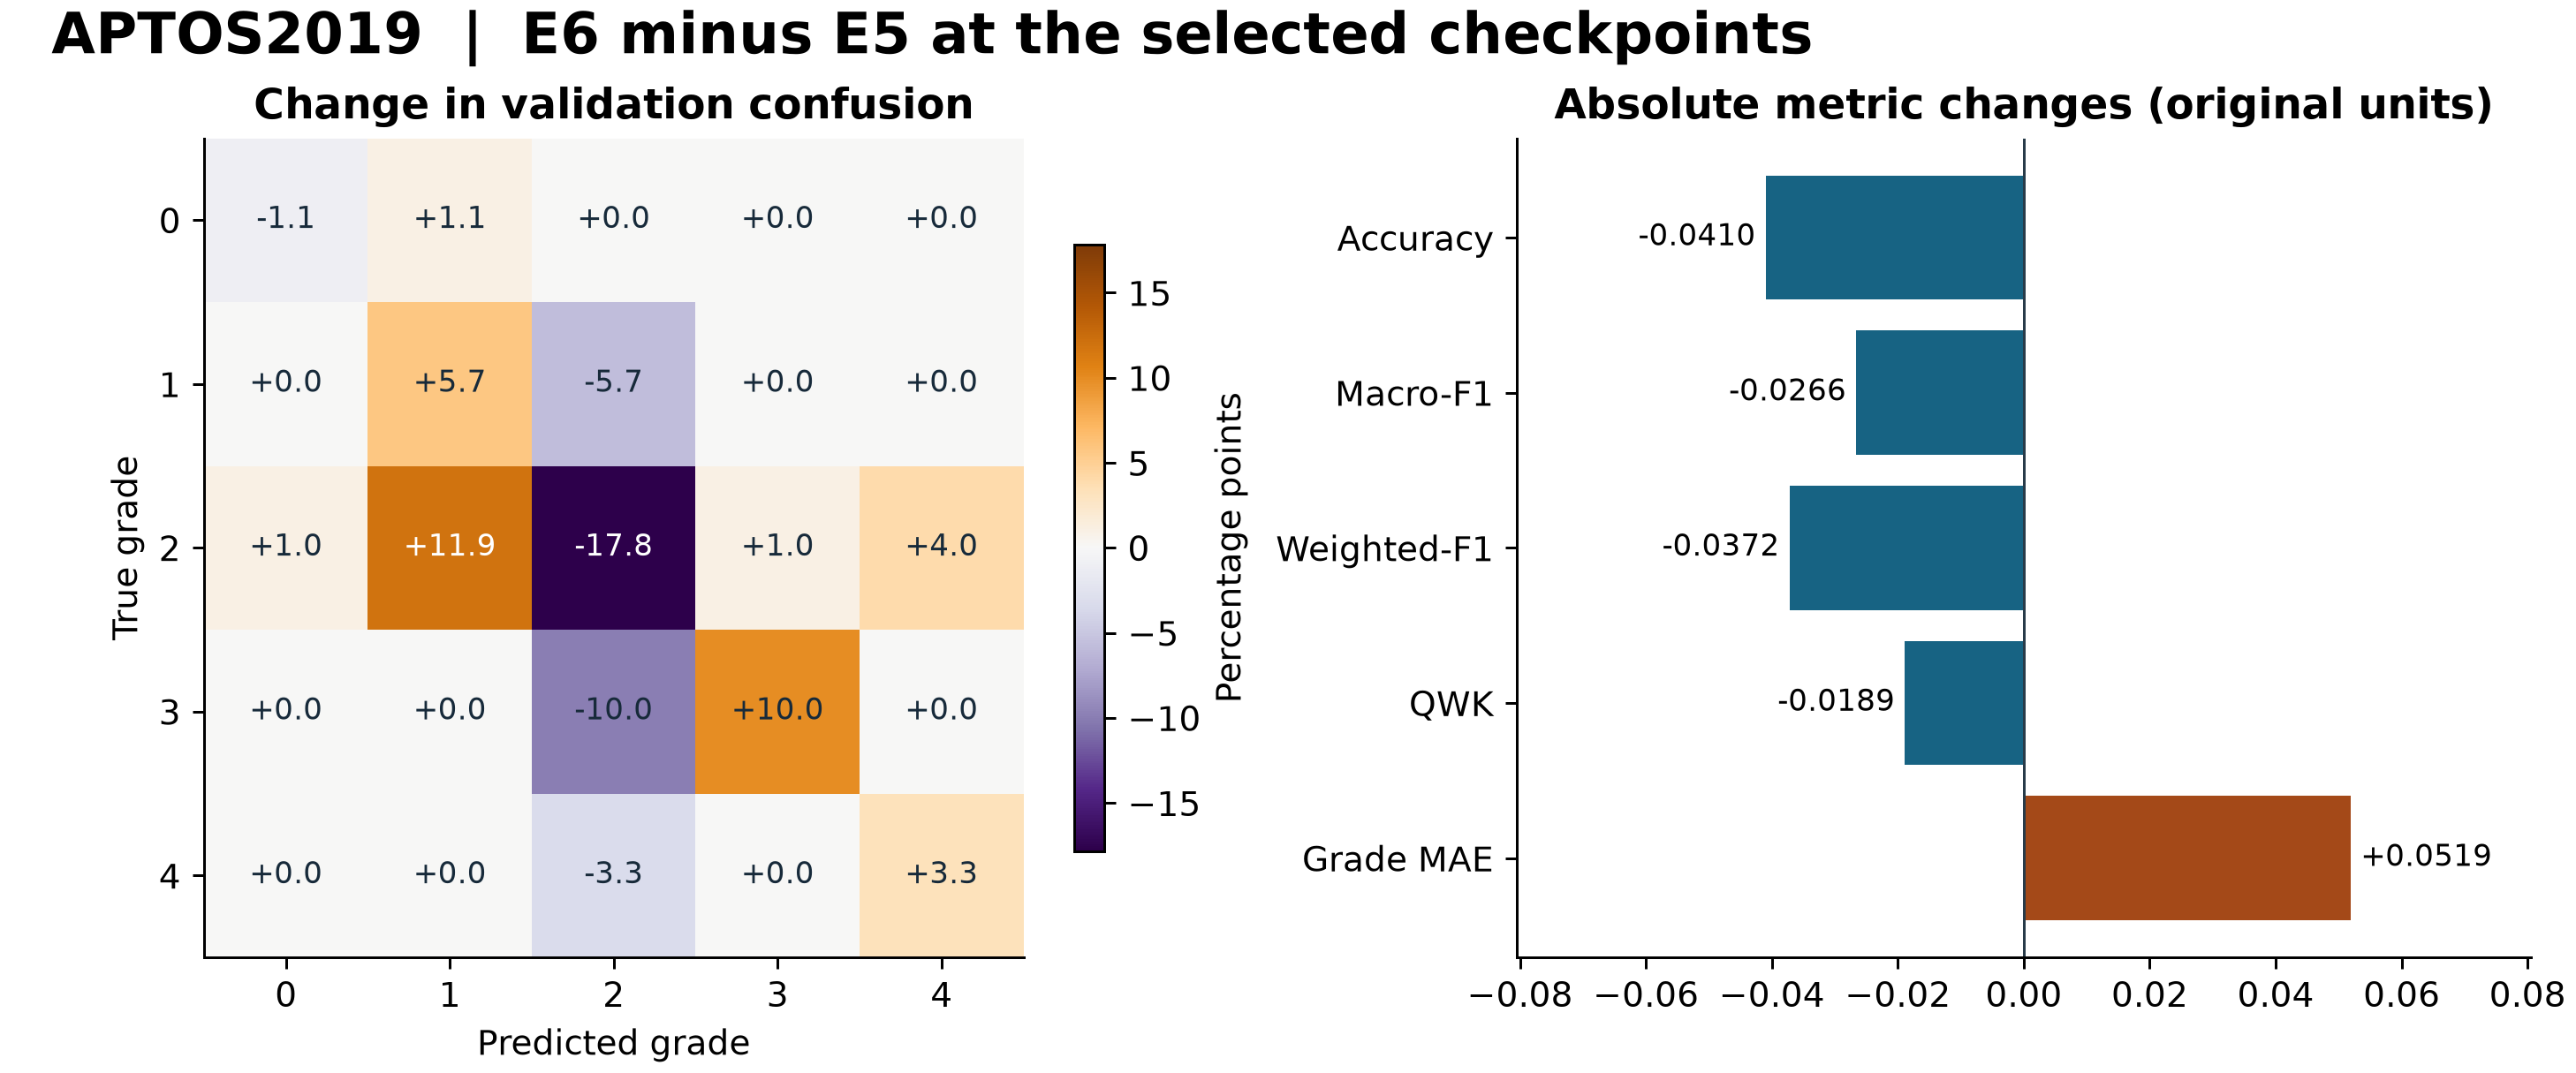 APTOS2019 | E6 minus E5 at the selected checkpoints
Change in validation confusion
True grade
0 -1.1 +1.1 +0.0 +0.0 +0.0
1 +0.0 +5.7 -5.7 +0.0 +0.0
2 +1.0 +11.9 -17.8 +1.0 +4.0
3 +0.0 +0.0 -10.0 +10.0 +0.0
4 +0.0 +0.0 -3.3 +0.0 +3.3
0 1 2 3 4
Predicted grade
15
10
5
0
−5
−10
−15
Percentage points
Absolute metric changes (original units)
Accuracy -0.0410
Macro-F1 -0.0266
Weighted-F1 -0.0372
QWK -0.0189
Grade MAE +0.0519
−0.08 −0.06 −0.04 −0.02 0.00 0.02 0.04 0.06 0.08